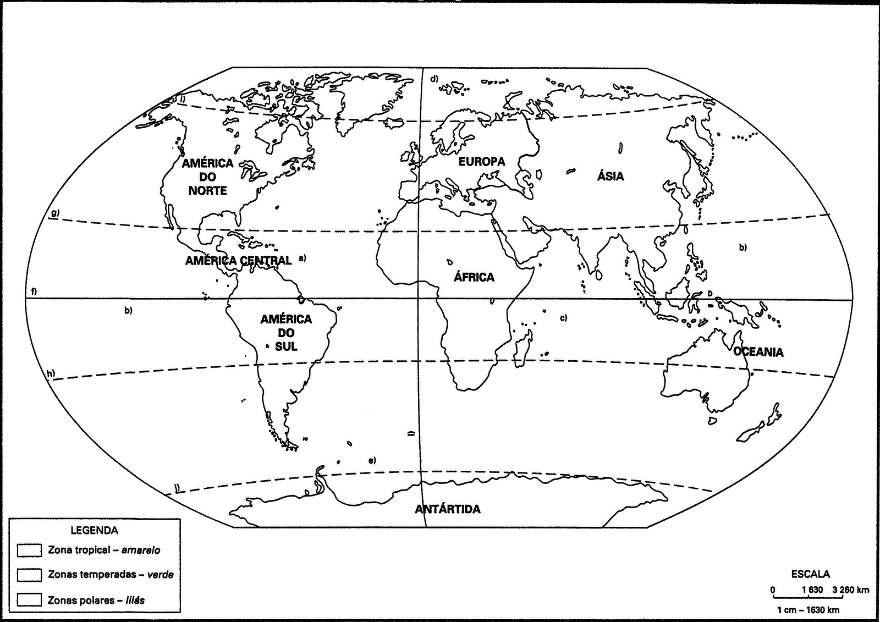 d)
i)
AMÉRICA
DO
NORTE
EUROPA
ÁSIA
g)
b)
AMÉRICA CENTRAL
a)
ÁFRICA
f)
b)
c)
AMÉRICA
DO
SUL
OCEANIA
h)
e)
ANTÁRTIDA
LEGENDA
Zona tropical – amarelo
Zonas temperadas – verde
Zonas polares – lilás
ESCALA
0 1 630 3 260 km
1 cm – 1630 km